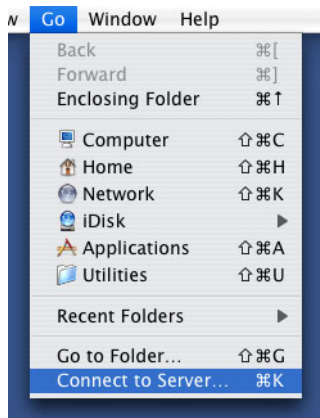 w Go Window Help
Back ⌘[
Forward ⌘]
Enclosing Folder ⌘↑
Computer ⇧⌘C
Home ⇧⌘H
Network ⇧⌘K
iDisk ▶
Applications ⇧⌘A
Utilities ⇧⌘U
Recent Folders ▶
Go to Folder... ⇧⌘G
Connect to Server... ⌘K